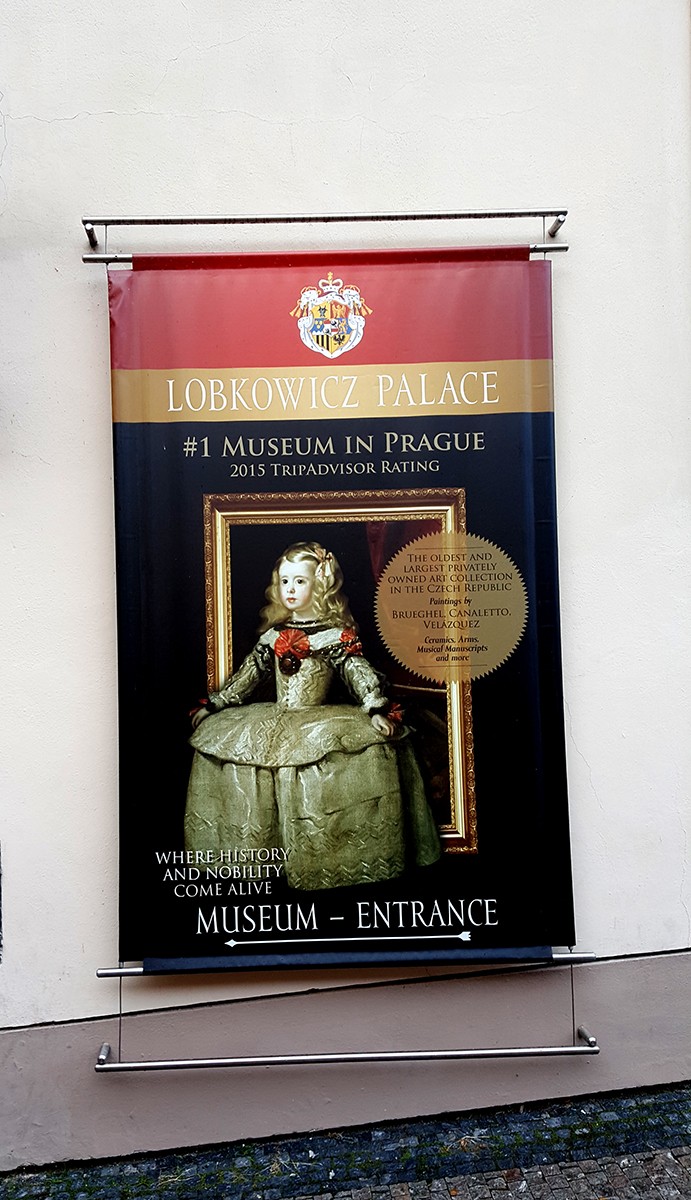 LOBKOWICZ PALACE
#1 MUSEUM IN PRAGUE
2015 TRIPADVISOR RATING
THE OLDEST AND
LARGEST PRIVATELY
OWNED ART COLLECTION
IN THE CZECH REPUBLIC
Paintings by
BRUEGHEL, CANALETTO,
VELÁZQUEZ
Ceramics, Arms,
Musical Manuscripts
and more
WHERE HISTORY
AND NOBILITY
COME ALIVE
MUSEUM – ENTRANCE